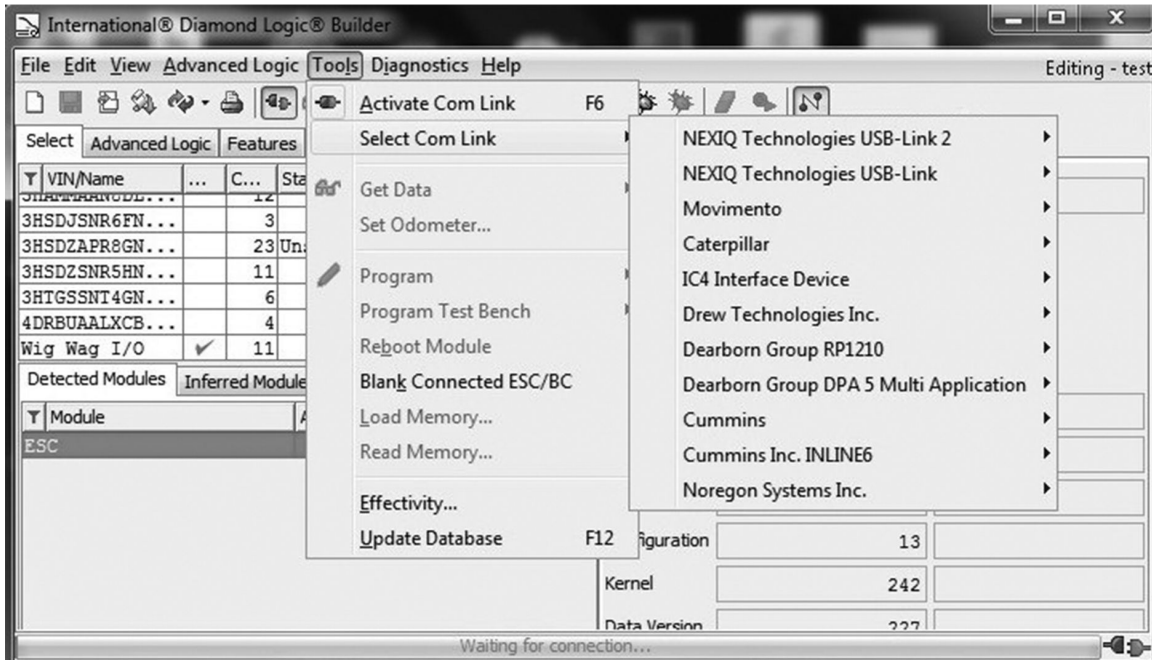 International® Diamond Logic® Builder
File Edit View Advanced Logic Tools Diagnostics Help
Editing - test
Activate Com Link F6
Select Com Link
Get Data
Set Odometer...
Program
Program Test Bench
Reboot Module
Blank Connected ESC/BC
Load Memory...
Read Memory...
Effectivity...
Update Database F12
NEXIQ Technologies USB-Link 2
NEXIQ Technologies USB-Link
Movimento
Caterpillar
IC4 Interface Device
Drew Technologies Inc.
Dearborn Group RP1210
Dearborn Group DPA 5 Multi Application
Cummins
Cummins Inc. INLINE6
Noregon Systems Inc.
Select Advanced Logic Features
VIN/Name ... C... Sta
12
3HSDJSNR6FN... 3
3HSDZAPR8GN... 23 Un
3HSDZSNR5HN... 11
3HTGSSNT4GN... 6
4DRBUAALXCB... 4
Wig Wag I/O 11
Detected Modules Inferred Module
Module
ESC
figuration 13
Kernel 242
Data Version 227
Waiting for connection...